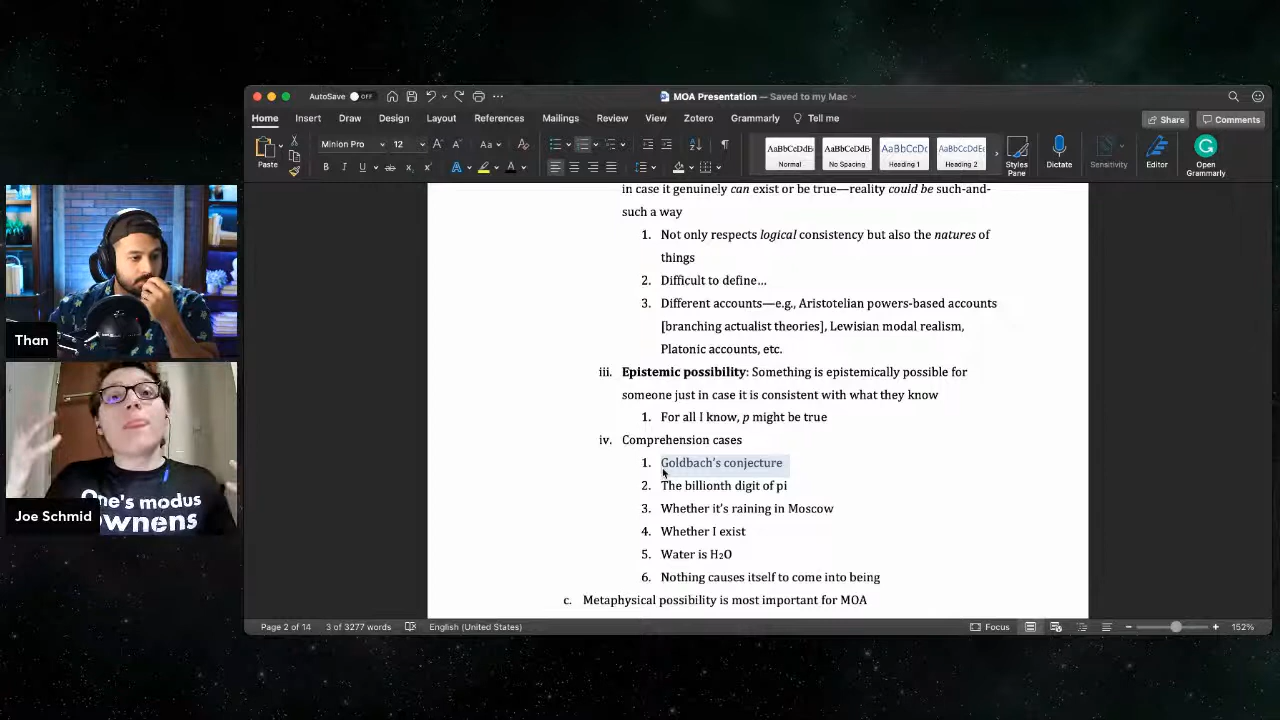 AutoSave OFF
MOA Presentation — Saved to my Mac
Home Insert Draw Design Layout References Mailings Review View Zotero Grammarly Tell me
Share Comments
Paste
Minion Pro 12
AaBbCcDdE AaBbCcDdE AaBbCcDc AaBbCcDdE
Normal No Spacing Heading 1 Heading 2
Styles Pane
Dictate
Sensitivity
Editor
Open Grammarly
in case it genuinely can exist or be true—reality could be such-and-
such a way
1. Not only respects logical consistency but also the natures of
things
2. Difficult to define…
3. Different accounts—e.g., Aristotelian powers-based accounts
[branching actualist theories], Lewisian modal realism,
Platonic accounts, etc.
iii. Epistemic possibility: Something is epistemically possible for
someone just in case it is consistent with what they know
1. For all I know, p might be true
iv. Comprehension cases
1. Goldbach's conjecture
2. The billionth digit of pi
3. Whether it's raining in Moscow
4. Whether I exist
5. Water is H₂O
6. Nothing causes itself to come into being
c. Metaphysical possibility is most important for MOA
Page 2 of 14 3 of 3277 words English (United States)
Focus
152%
Than
One's modus
Joe Schmid